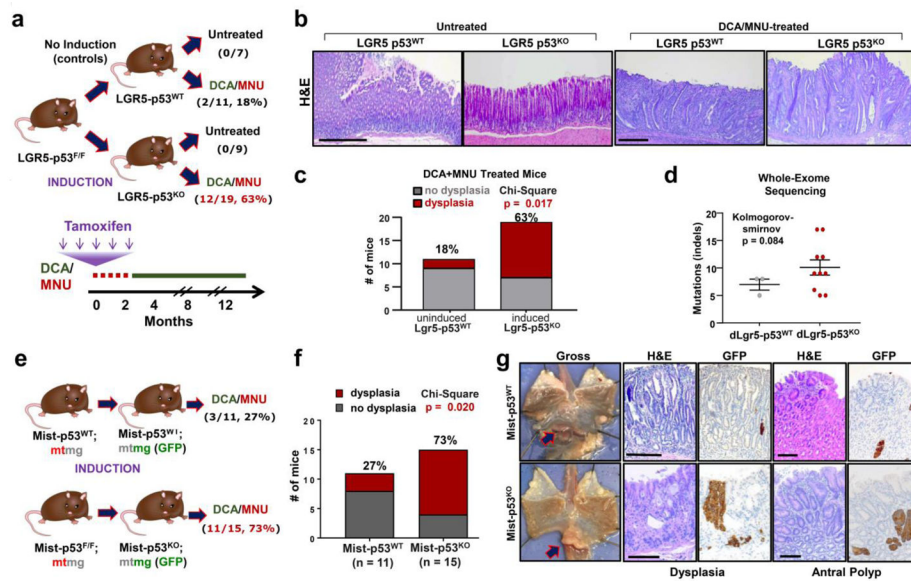 a
No Induction
(controls)
LGR5-p53F/F
INDUCTION
LGR5-p53WT
LGR5-p53KO
Untreated
(0/7)
DCA/MNU
(2/11, 18%)
Untreated
(0/9)
DCA/MNU
(12/19, 63%)
Tamoxifen
DCA/
MNU
0 2 4 8 12
Months
b
Untreated
DCA/MNU-treated
LGR5 p53WT
LGR5 p53KO
LGR5 p53WT
LGR5 p53KO
H&E
c
DCA+MNU Treated Mice
no dysplasia
dysplasia
Chi-Square
p = 0.017
# of mice
20
15
10
5
0
18%
63%
uninduced
Lgr5-p53WT
induced
Lgr5-p53KO
d
Whole-Exome
Sequencing
Kolmogorov-
smirnov
p = 0.084
Mutations (indels)
20
15
10
5
0
dLgr5-p53WT
dLgr5-p53KO
e
Mist-p53WT;
mtmg
Mist-p53WT;
mtmg (GFP)
DCA/MNU
(3/11, 27%)
INDUCTION
Mist-p53F/F;
mtmg
Mist-p53KO;
mtmg (GFP)
DCA/MNU
(11/15, 73%)
f
dysplasia
no dysplasia
Chi-Square
p = 0.020
# of mice
20
15
10
5
0
27%
73%
Mist-p53WT
(n = 11)
Mist-p53KO
(n = 15)
g
Gross
H&E
GFP
H&E
GFP
Mist-p53WT
Mist-p53KO
Dysplasia
Antral Polyp